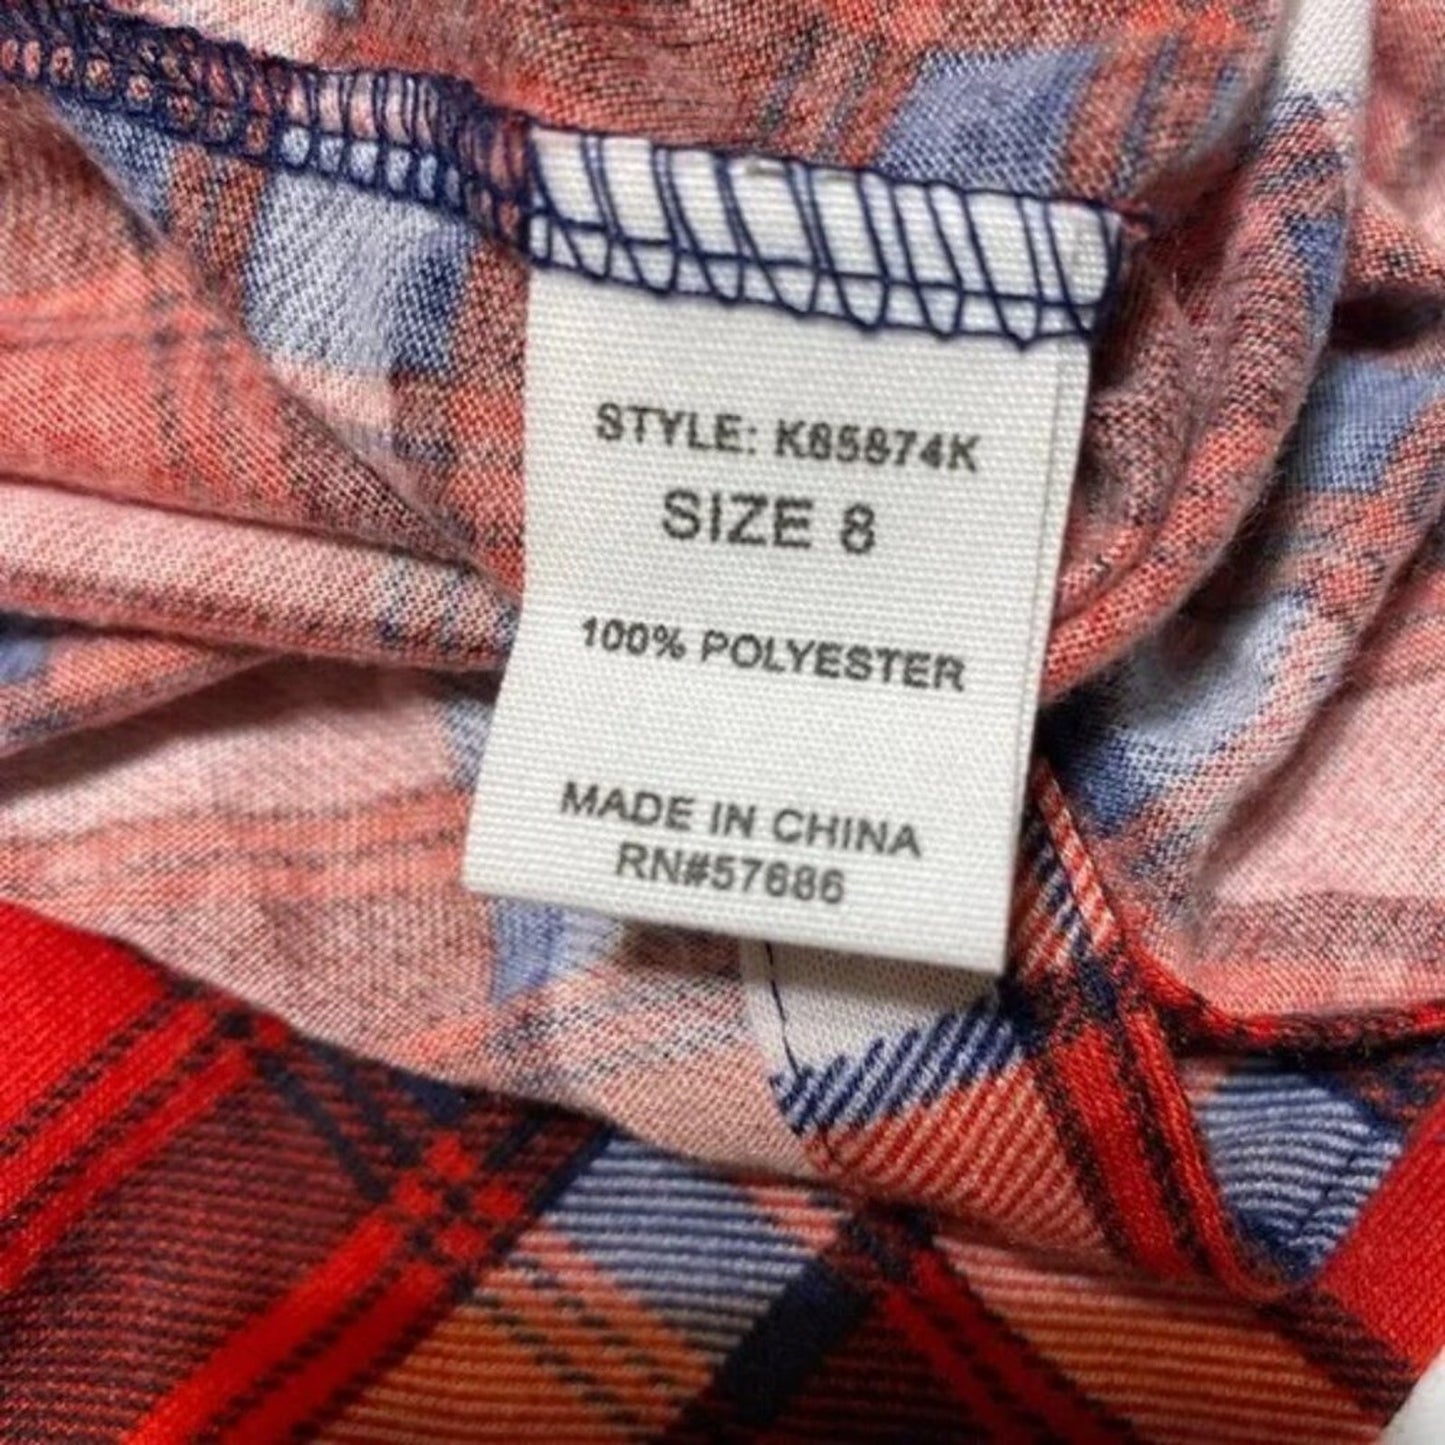 STYLE: K85874K
SIZE 8
100% POLYESTER
MADE IN CHINA
RN#57686